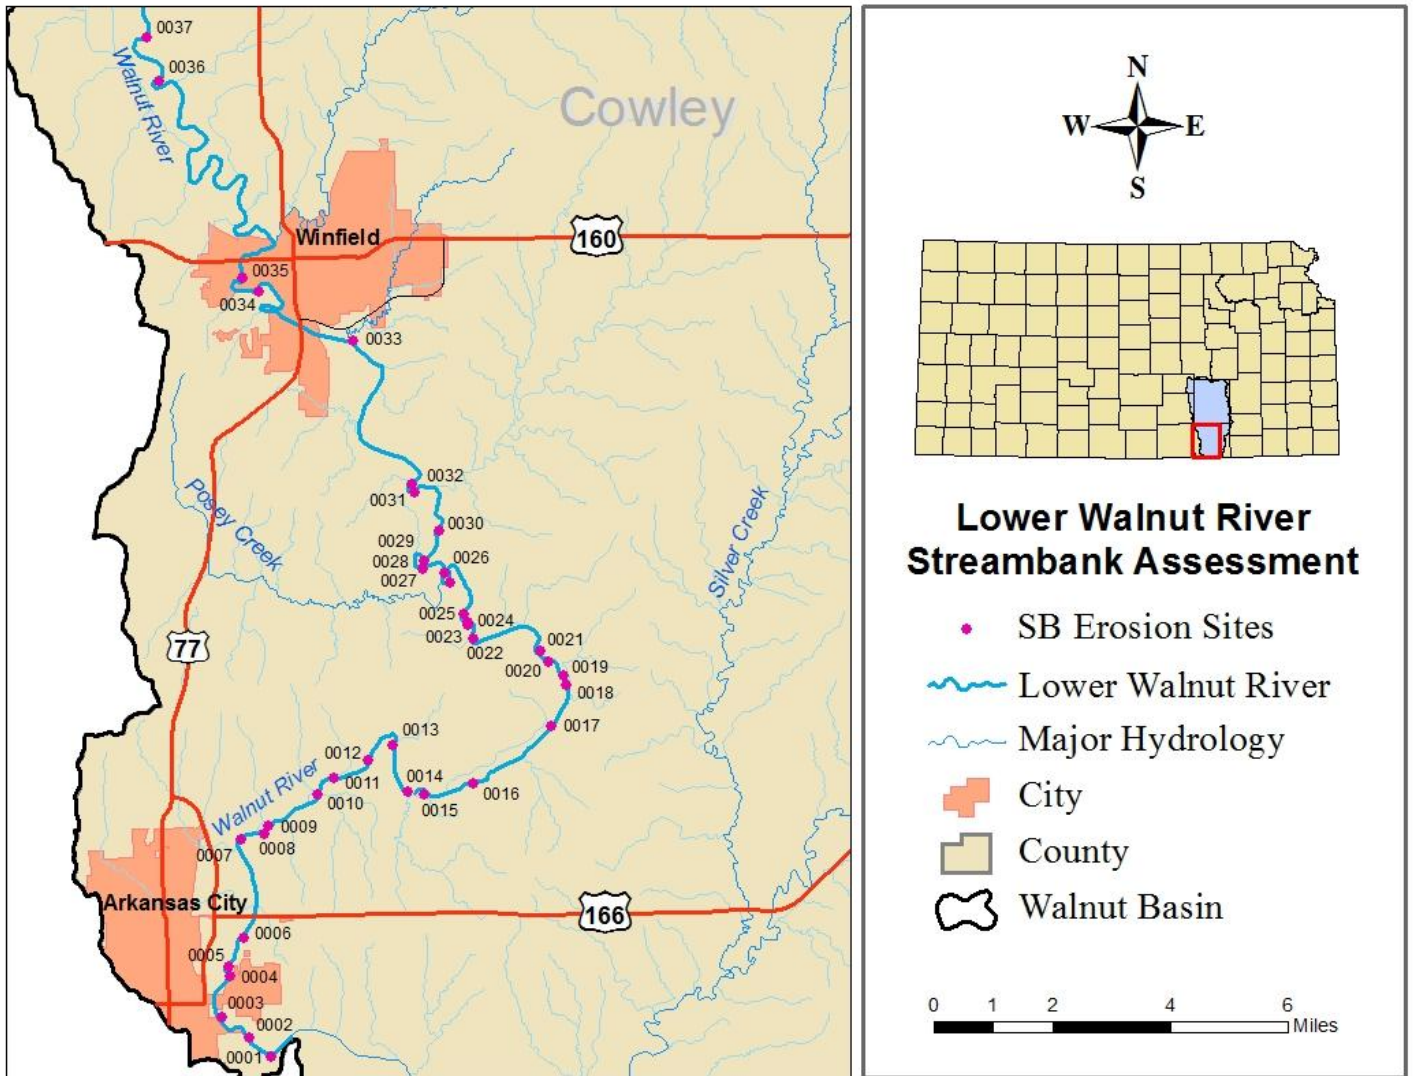 0037
0036
Walnut River
Cowley
Winfield
160
0035
0034
0033
0032
0031
Posey Creek
0030
0029
0028
0027
0026
Silver Creek
0025
0024
0023
0022
0021
0020
0019
0018
77
0017
0013
0012
0011
0010
0014
0015
0016
Walnut River
0009
0008
0007
Arkansas City
166
0006
0005
0004
0003
0002
0001
N
W E
S
Lower Walnut River
Streambank Assessment
SB Erosion Sites
Lower Walnut River
Major Hydrology
City
County
Walnut Basin
0 1 2 4 6
Miles